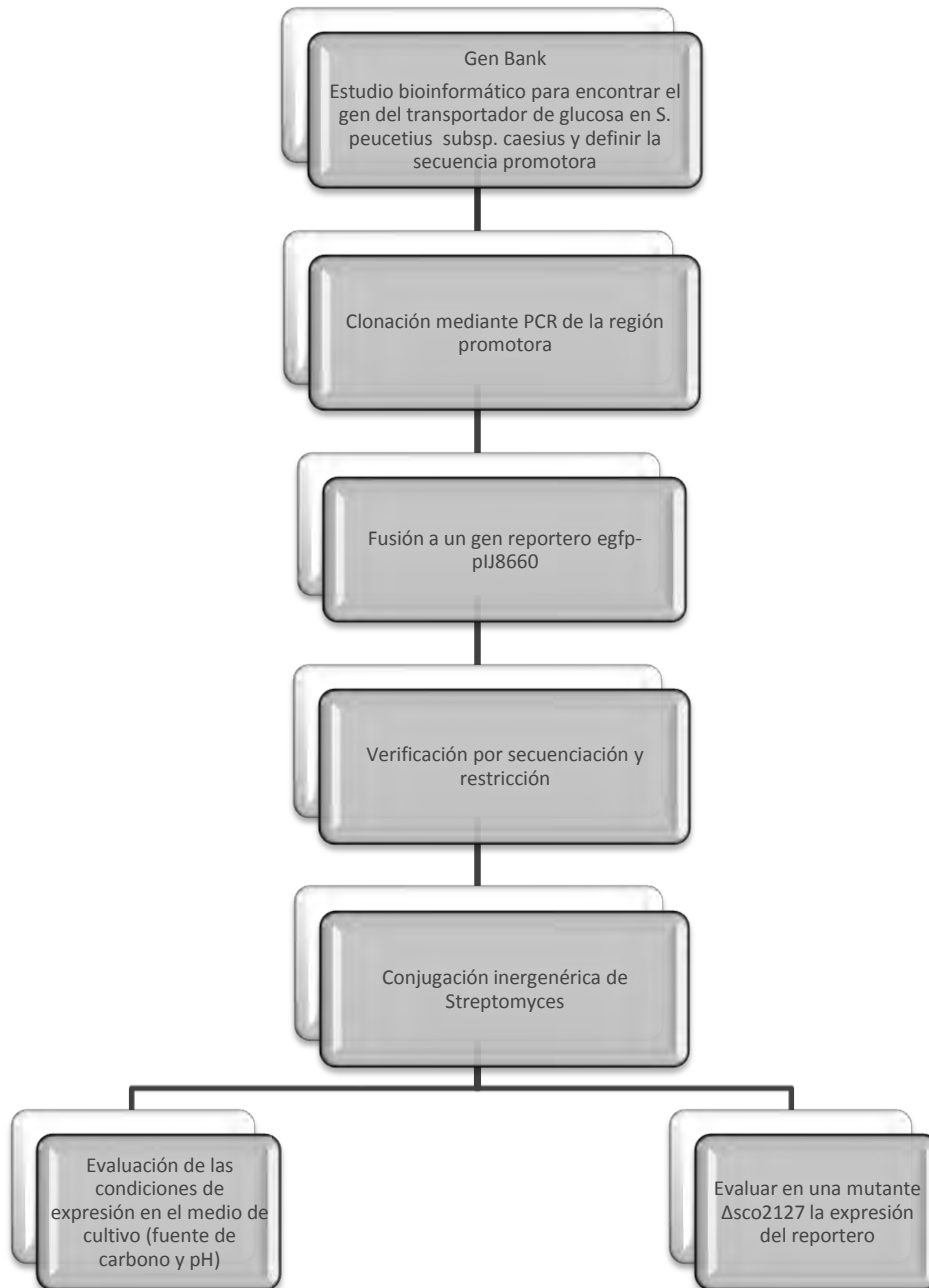 Gen Bank
Estudio bioinformático para encontrar el
gen del transportador de glucosa en S.
peucetius subsp. caesius y definir la
secuencia promotora
Clonación mediante PCR de la región
promotora
Fusión a un gen reportero egfp-
pIJ8660
Verificación por secuenciación y
restricción
Conjugación inergenérica de
Streptomyces
Evaluación de las
condiciones de
expresión en el medio de
cultivo (fuente de
carbono y pH)
Evaluar en una mutante
Δsco2127 la expresión
del reportero